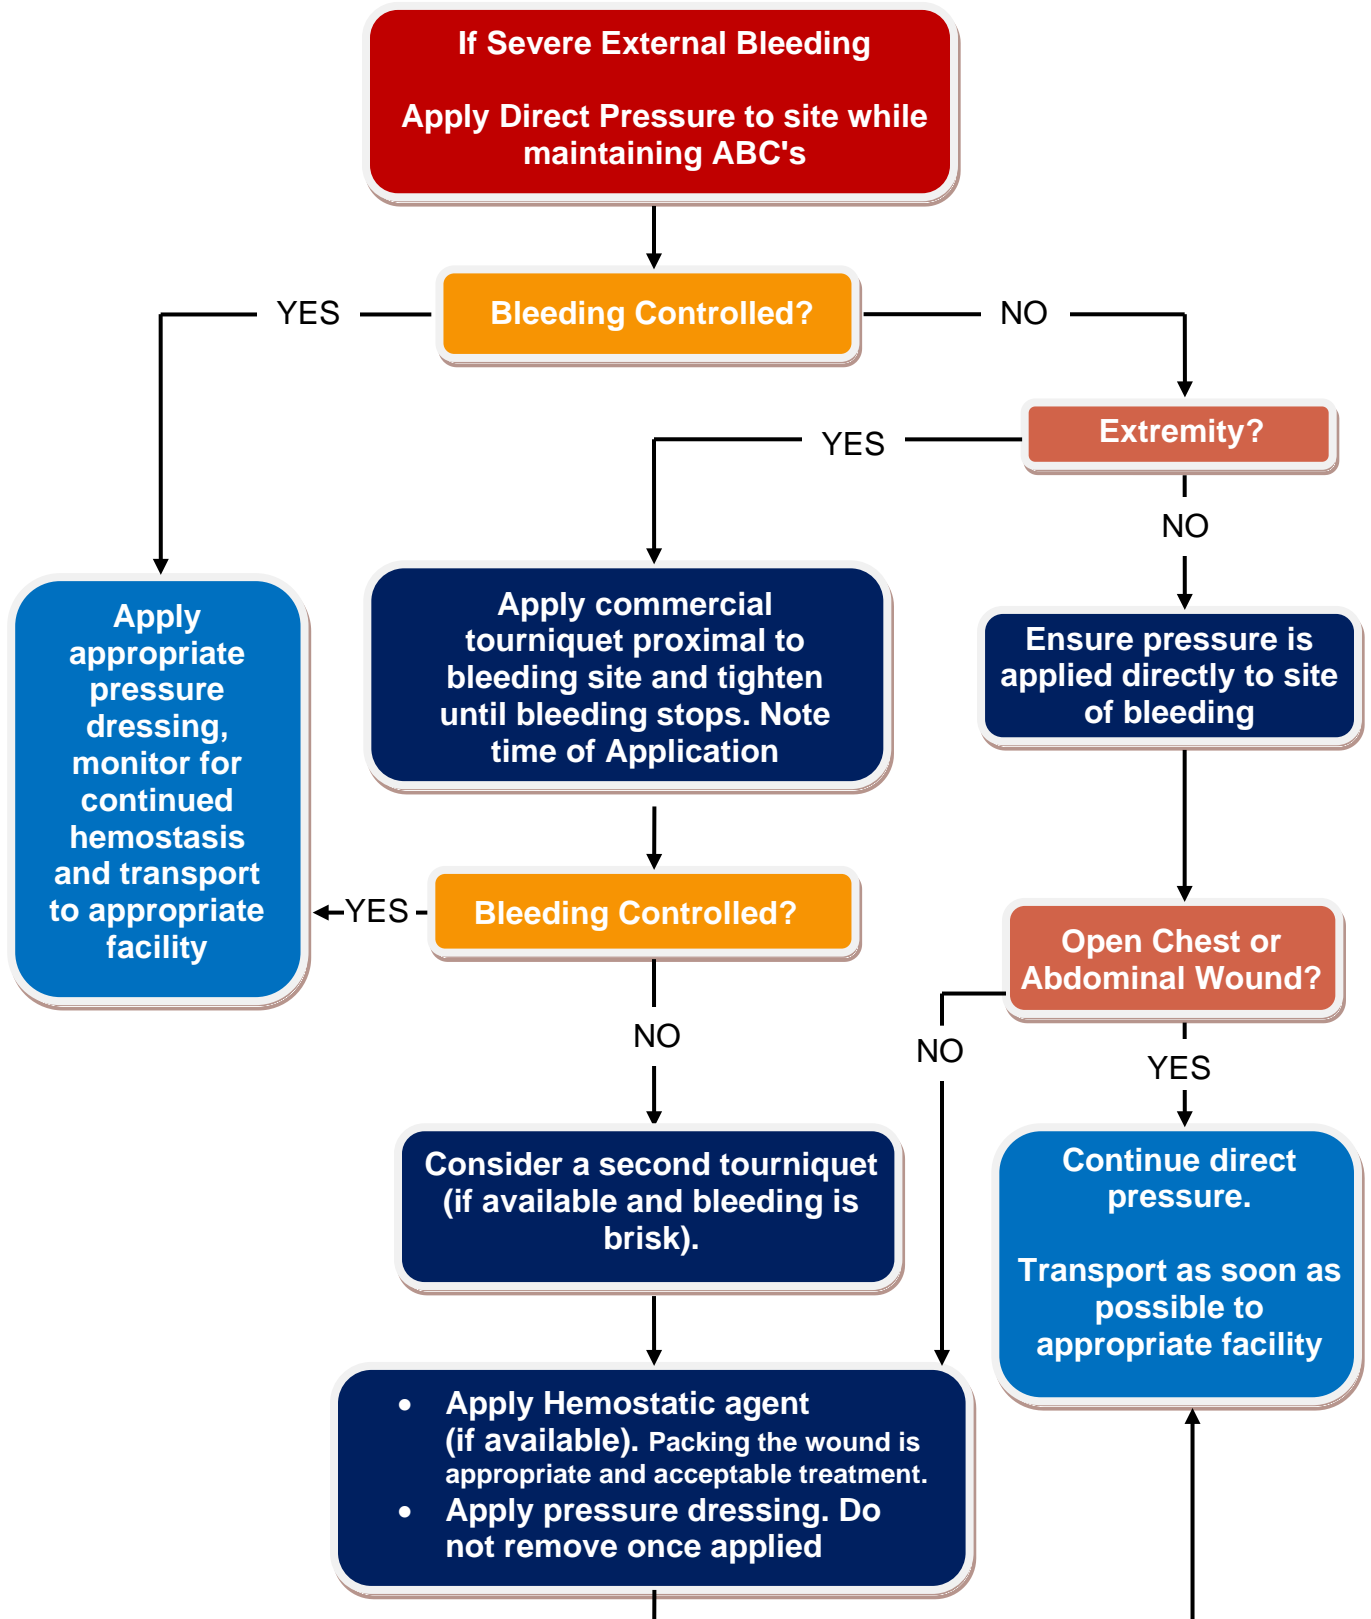 If Severe External Bleeding
Apply Direct Pressure to site while
maintaining ABC's
YES
Bleeding Controlled?
NO
Extremity?
YES
NO
Apply
appropriate
pressure
dressing,
monitor for
continued
hemostasis
and transport
to appropriate
facility
Apply commercial
tourniquet proximal to
bleeding site and tighten
until bleeding stops. Note
time of Application
Ensure pressure is
applied directly to site
of bleeding
YES
Bleeding Controlled?
Open Chest or
Abdominal Wound?
NO
NO
YES
Consider a second tourniquet
(if available and bleeding is
brisk).
Continue direct
pressure.
Transport as soon as
possible to
appropriate facility
• Apply Hemostatic agent
(if available). Packing the wound is
appropriate and acceptable treatment.
• Apply pressure dressing. Do
not remove once applied